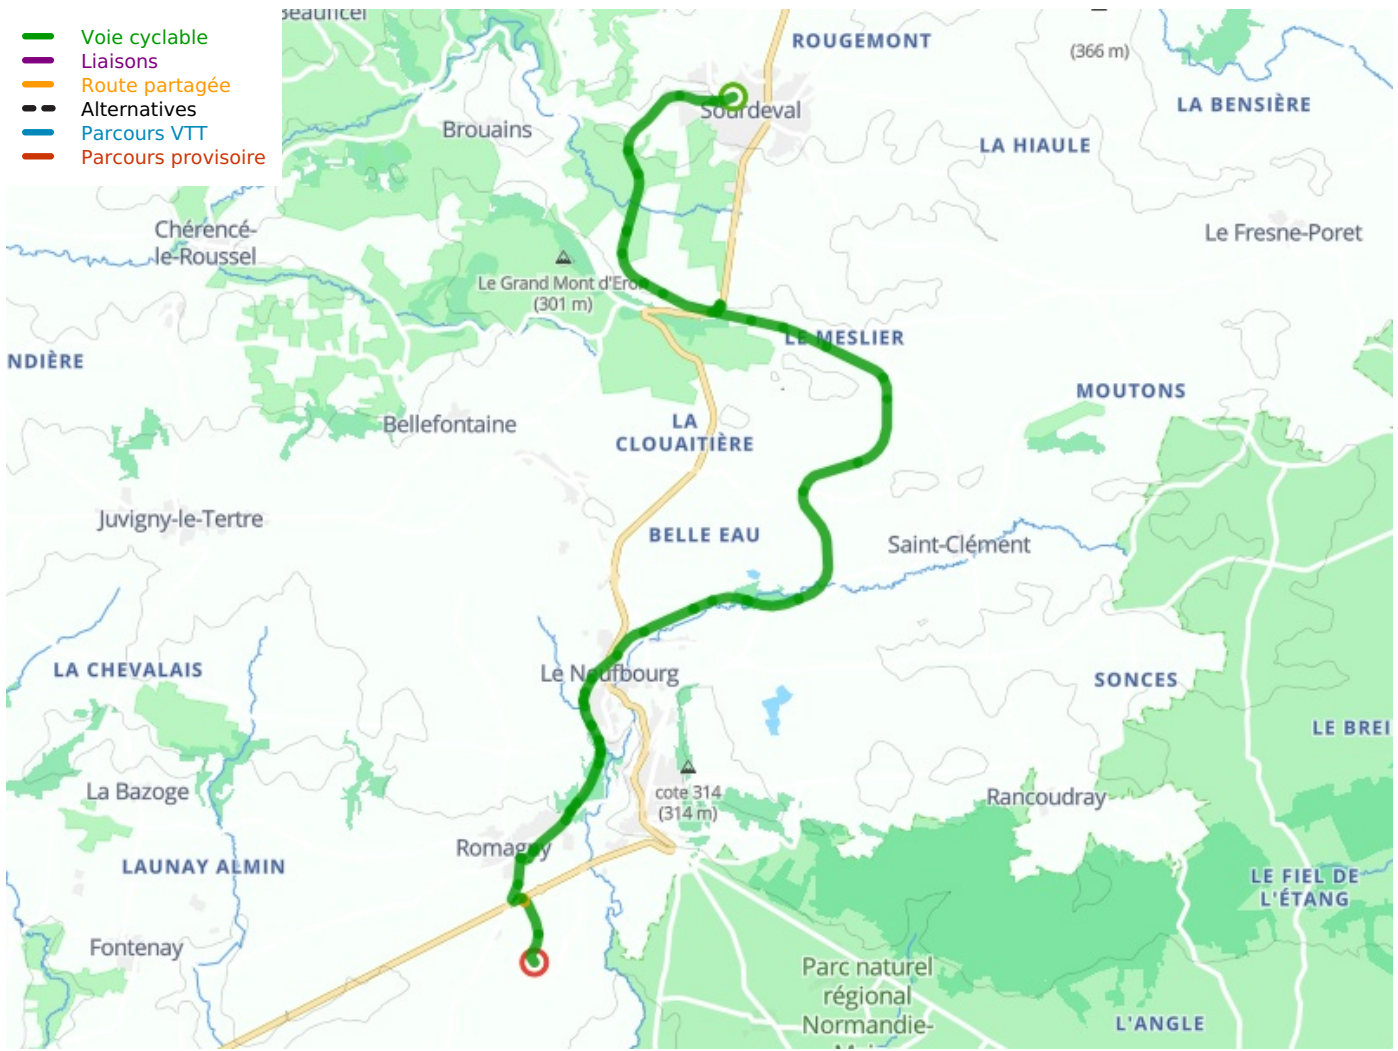 Beauficel
Voie cyclable
Liaisons
Route partagée
Alternatives
Parcours VTT
Parcours provisoire
ROUGEMONT
(366 m)
LA BENSIÈRE
Sourdeval
Brouains
LA HIAULE
Chérencé-
le-Roussel
Le Fresne-Poret
Le Grand Mont d'Ero
(301 m)
LE MESLIER
NDIÈRE
MOUTONS
Bellefontaine
LA
CLOUAITIÈRE
Juvigny-le-Tertre
BELLE EAU
Saint-Clément
LA CHEVALAIS
Le Neufbourg
SONCES
LE BREI
La Bazoge
cote 314
(314 m)
Rancoudray
Romagny
LAUNAY ALMIN
LE FIEL DE
L'ÉTANG
Fontenay
Parc naturel
régional
Normandie-
L'ANGLE